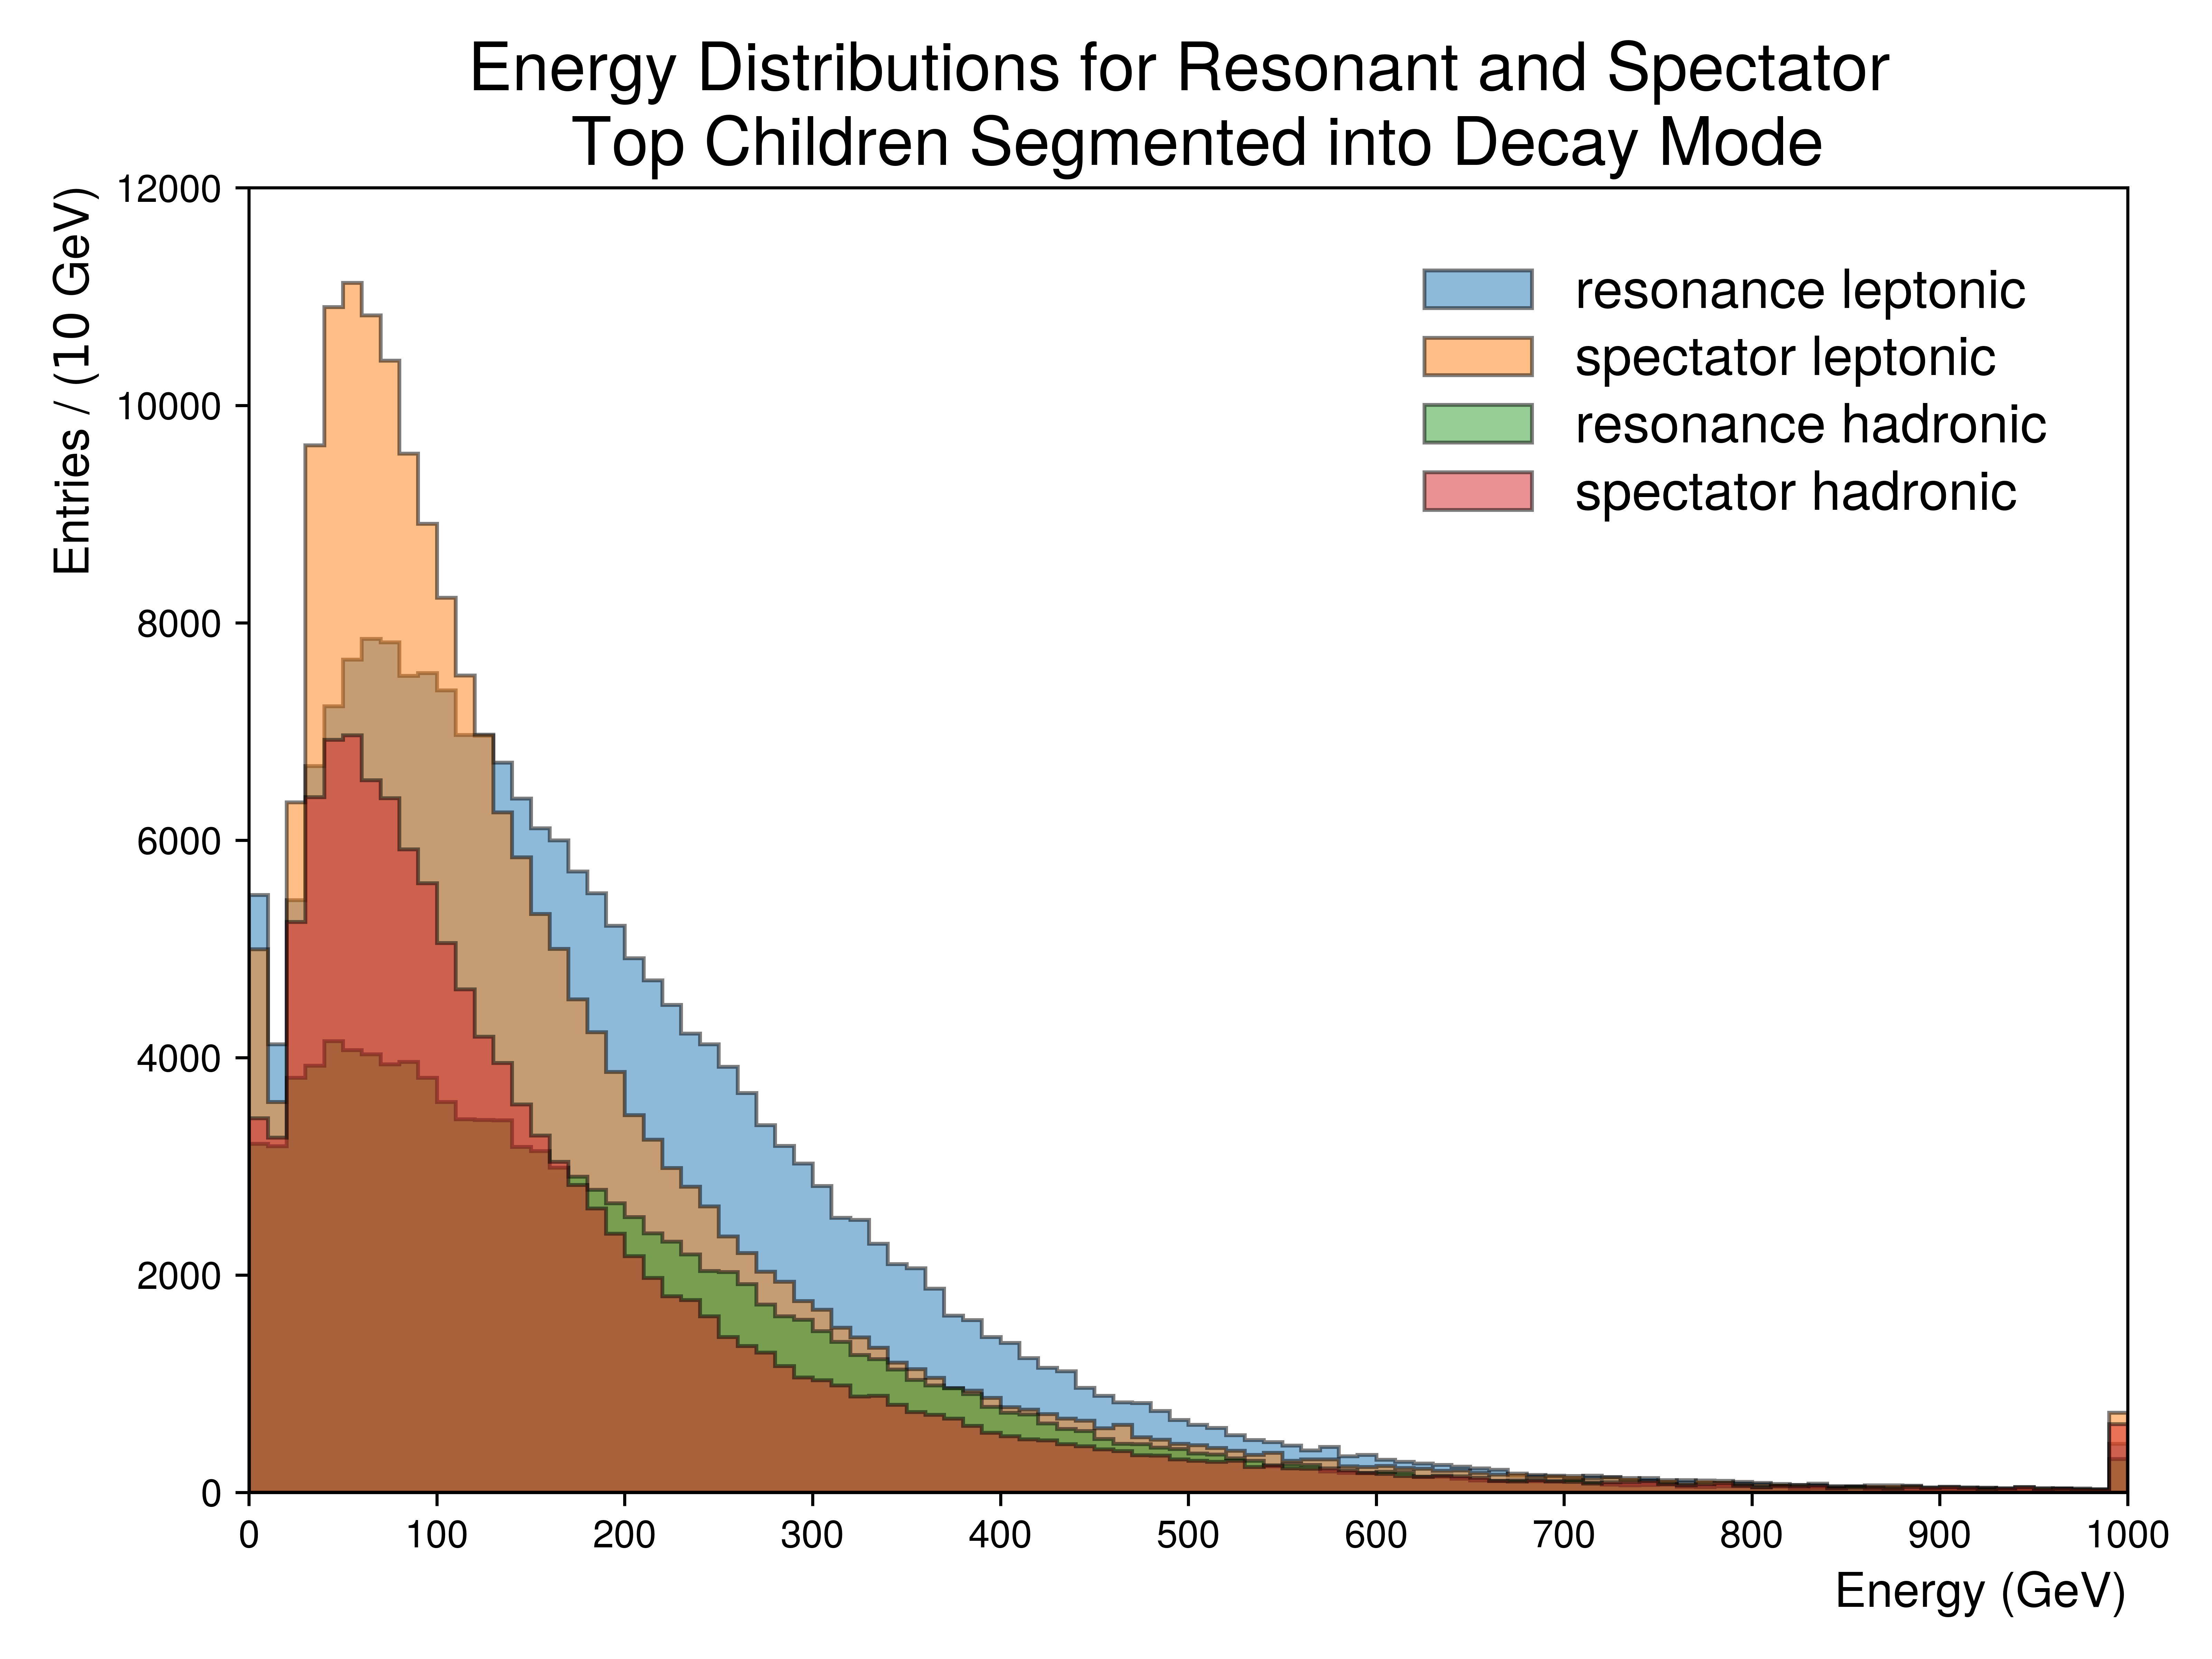 Energy Distributions for Resonant and Spectator
Top Children Segmented into Decay Mode
Entries / (10 GeV)
12000
10000
8000
6000
4000
2000
0
resonance leptonic
spectator leptonic
resonance hadronic
spectator hadronic
0 100 200 300 400 500 600 700 800 900 1000
Energy (GeV)